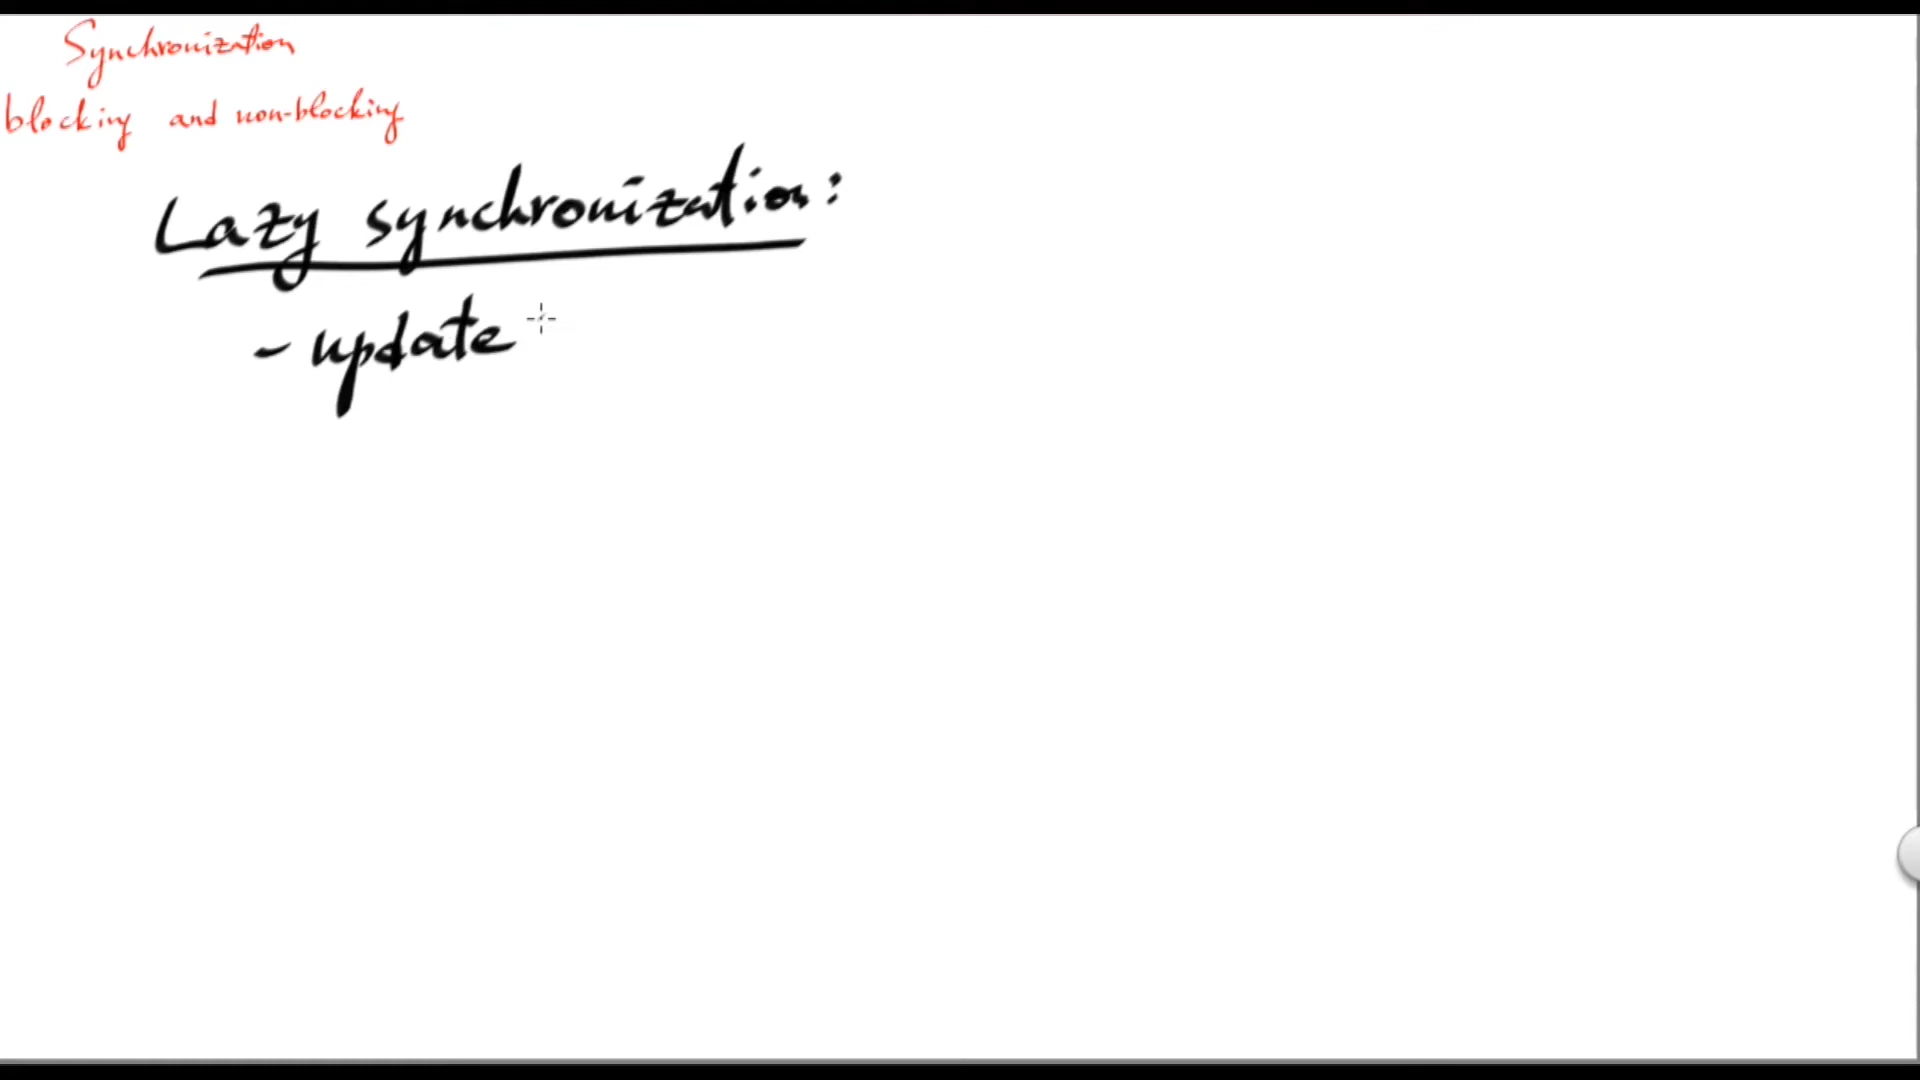 Synchronization
blocking and non-blocking
Lazy synchronization:
- update